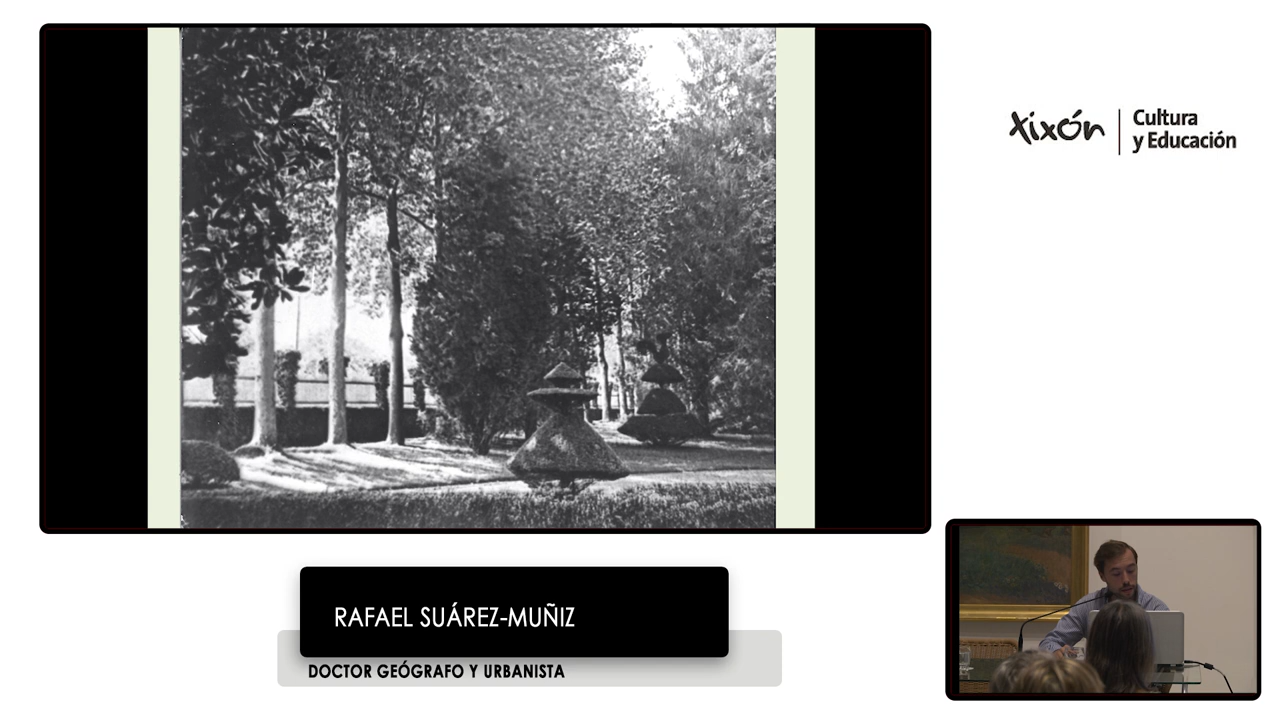 xixón
Cultura
y Educación
RAFAEL SUÁREZ-MUÑIZ
DOCTOR GEÓGRAFO Y URBANISTA